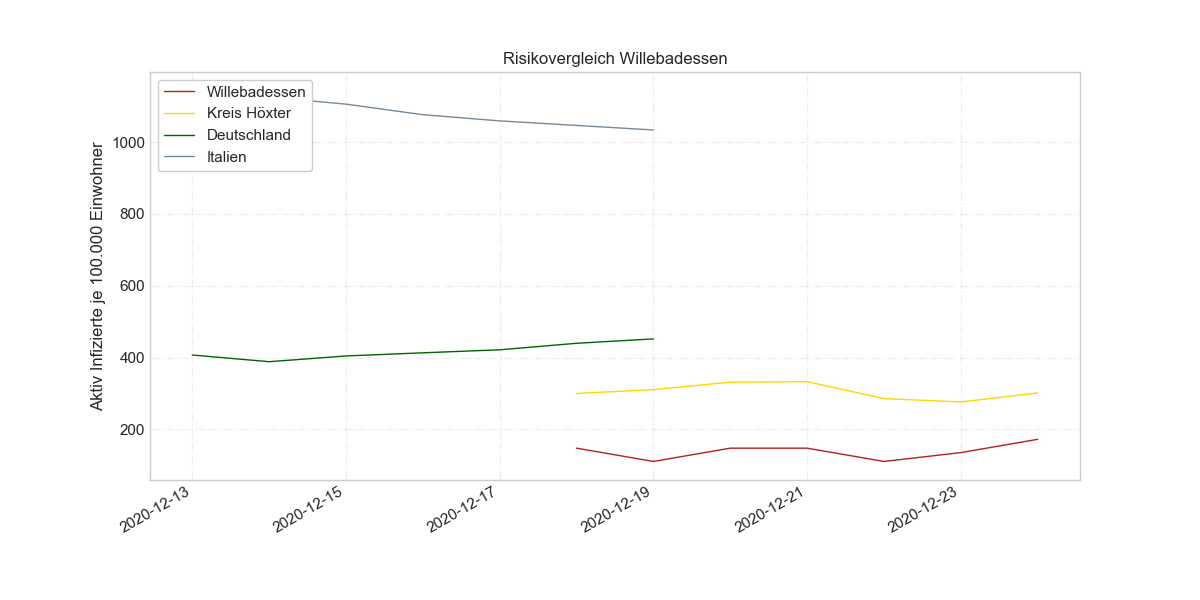 Risikovergleich Willebadessen
Willebadessen
Kreis Höxter
Deutschland
Italien
Aktiv Infizierte je 100.000 Einwohner
1000
800
600
400
200
2020-12-13
2020-12-15
2020-12-17
2020-12-19
2020-12-21
2020-12-23